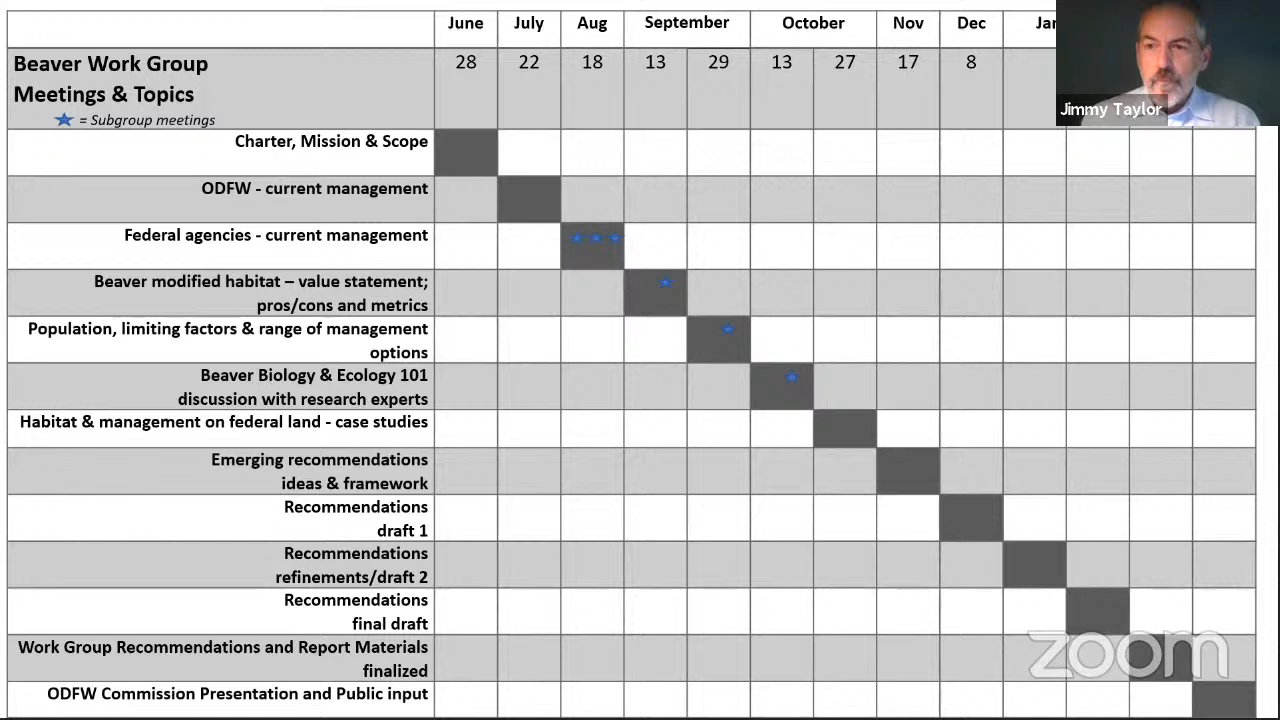 June July Aug September October Nov Dec
Beaver Work Group 28 22 18 13 29 13 27 17 8
Meetings & Topics
= Subgroup meetings
Jimmy Taylor
Charter, Mission & Scope
ODFW - current management
Federal agencies - current management
Beaver modified habitat – value statement;
pros/cons and metrics
Population, limiting factors & range of management
options
Beaver Biology & Ecology 101
discussion with research experts
Habitat & management on federal land - case studies
Emerging recommendations
ideas & framework
Recommendations
draft 1
Recommendations
refinements/draft 2
Recommendations
final draft
Work Group Recommendations and Report Materials
finalized
ODFW Commission Presentation and Public input
zoom